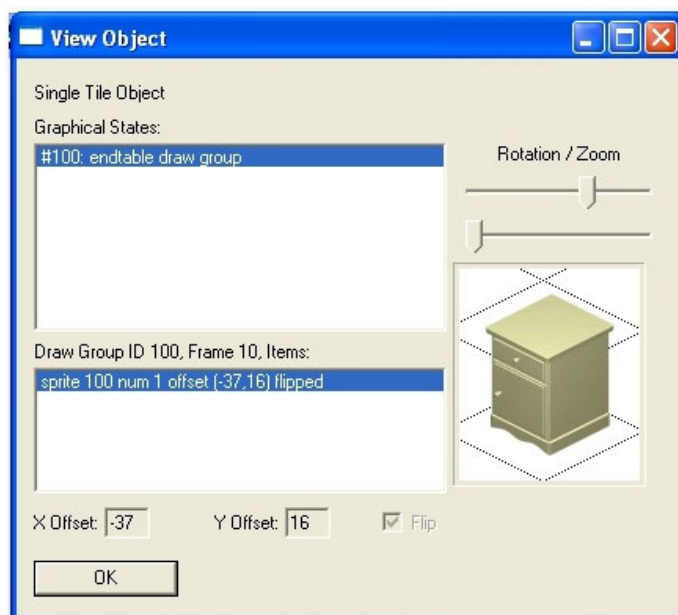 View Object
Single Tile Object
Graphical States:
#100: endtable draw group
Rotation / Zoom
Draw Group ID 100, Frame 10, Items:
sprite 100 num 1 offset (-37,16) flipped
X Offset: -37 Y Offset: 16 Flip
OK